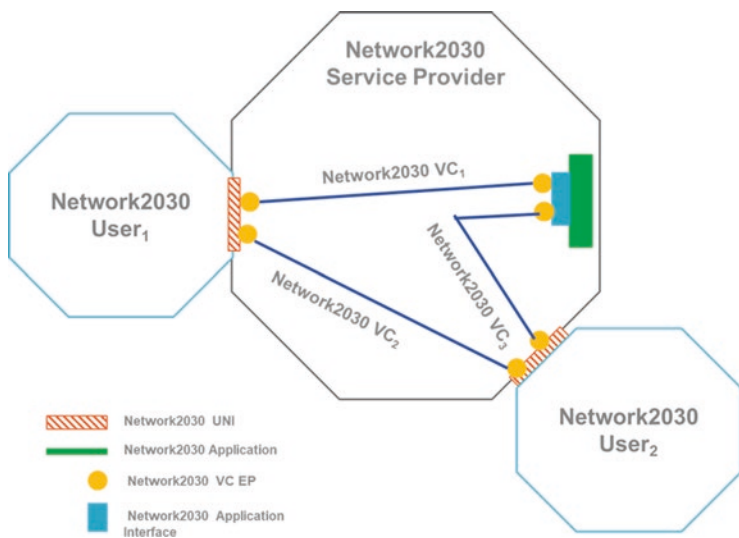 Network2030
Service Provider
Network2030 VC₁
Network2030
User₁
Network2030 VC₂
Network2030 VC₃
Network2030
User₂
Network2030 UNI
Network2030 Application
Network2030 VC EP
Network2030 Application
Interface